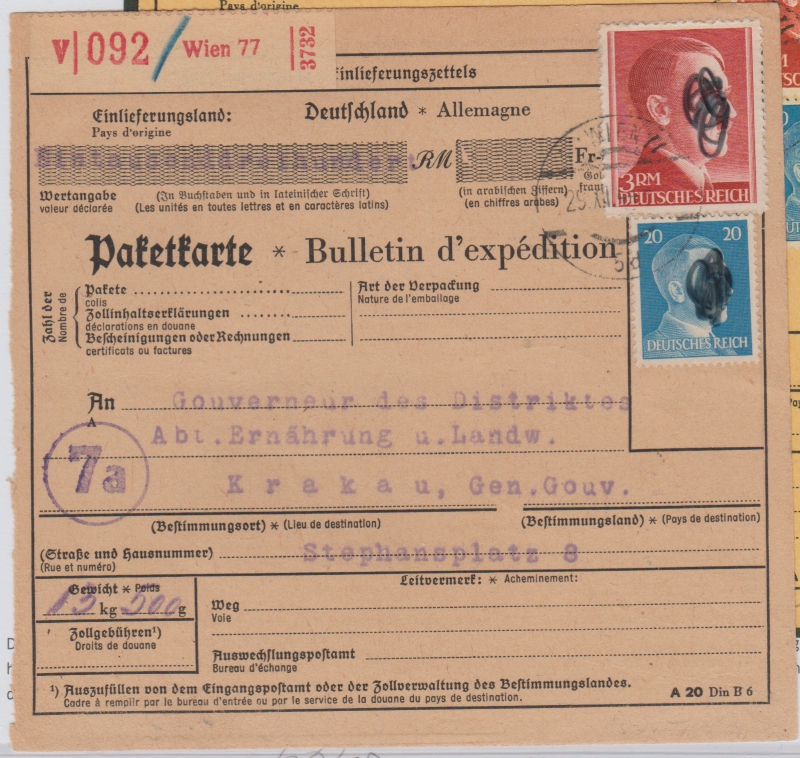 Pays d'origine
V 092 Wien 77 3732
Einlieferungszettels
Einlieferungsland: Deutschland * Allemagne
Pays d'origine
RM Fr-
Wertangabe (In Buchstaben und in lateinischer Schrift) (in arabischen Ziffern)
valeur déclarée (Les unités en toutes lettres et en caractères latins) (en chiffres arabes)
3RM
DEUTSCHES REICH
WIEN
Paketkarte * Bulletin d'expédition
20 20
DEUTSCHES REICH
Zahl der
Nombre de
Pakete Art der Verpackung
colis Nature de l'emballage
Zollinhaltserklärungen
déclarations en douane
Bescheinigungen oder Rechnungen
certificats ou factures
An Gouverneur des Distriktes
A
Abt.Ernährung u.Landw.
7a
Krakau, Gen.Gouv.
(Bestimmungsort) * (Lieu de destination) (Bestimmungsland) * (Pays de destination)
(Straße und Hausnummer) Stephansplatz 8
(Rue et numéro)
Gewicht * Poids Leitvermerk: * Acheminement:
13 kg 500 g
Weg
Voie
Zollgebühren¹)
Droits de douane
Auswechslungspostamt
Bureau d'échange
¹) Auszufüllen von dem Eingangspostamt oder der Zollverwaltung des Bestimmungslandes.
Cadre à remplir par le bureau d'entrée ou par le service de la douane du pays de destination.
A 20 Din B 6